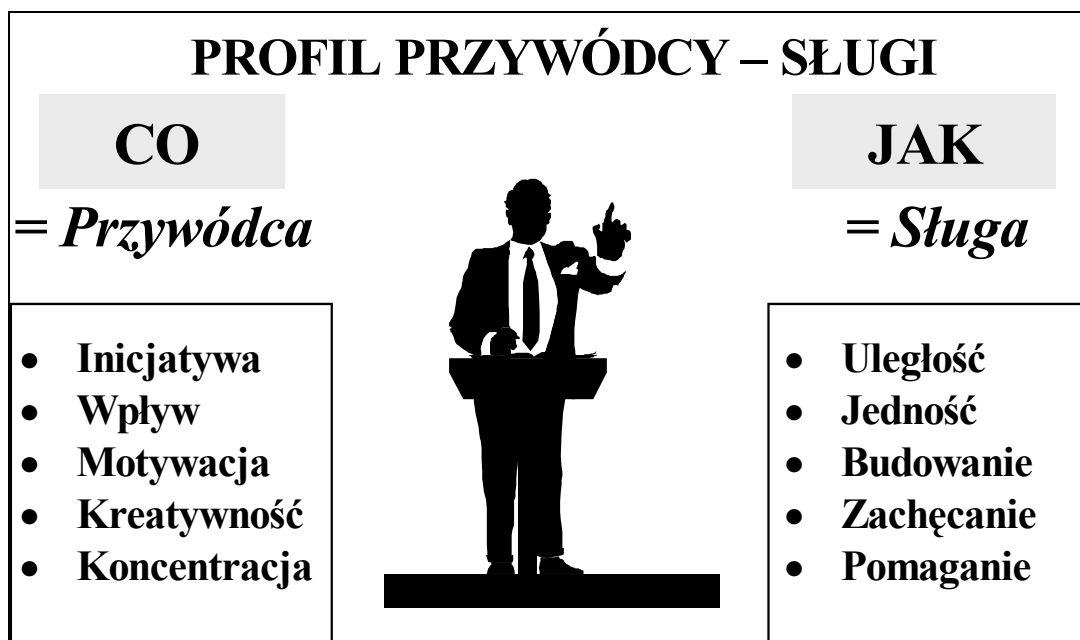 PROFIL PRZYWÓDCY – SŁUGI
CO
= Przywódca
• Inicjatywa
• Wpływ
• Motywacja
• Kreatywność
• Koncentracja
JAK
= Sługa
• Uległość
• Jedność
• Budowanie
• Zachęcanie
• Pomaganie